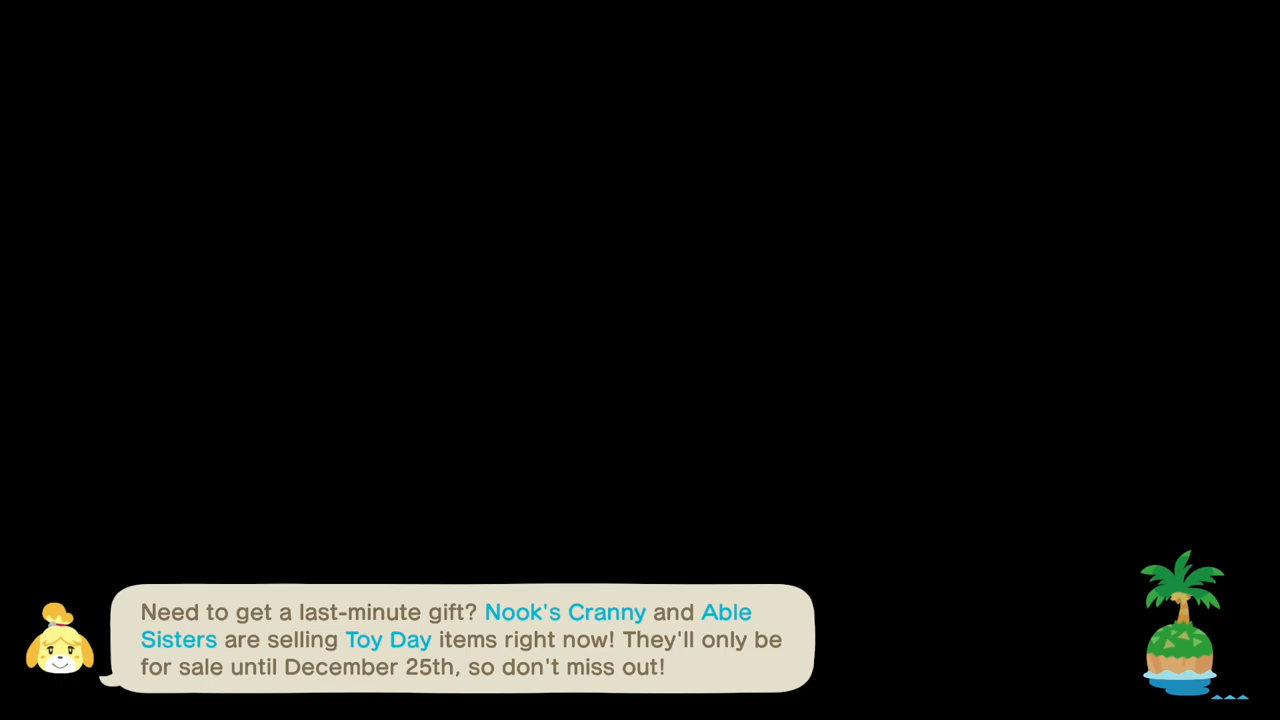 Need to get a last-minute gift? Nook's Cranny and Able
Sisters are selling Toy Day items right now! They'll only be
for sale until December 25th, so don't miss out!